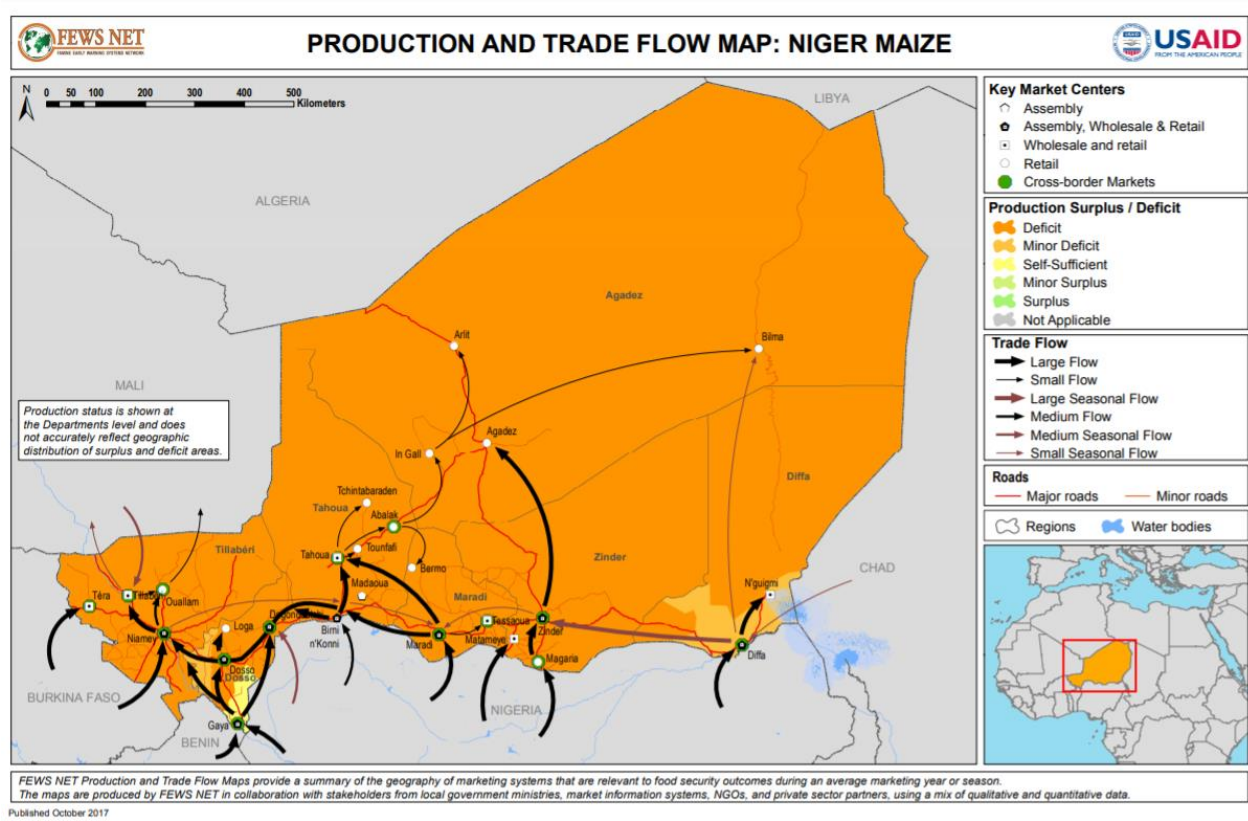 FEWS NET
FAMINE EARLY WARNING SYSTEMS NETWORK
PRODUCTION AND TRADE FLOW MAP: NIGER MAIZE
USAID
FROM THE AMERICAN PEOPLE
N
0 50 100 200 300 400 500
Kilometers
LIBYA
ALGERIA
Agadez
Arlit
Bilma
MALI
Production status is shown at
the Departments level and does
not accurately reflect geographic
distribution of surplus and deficit areas.
Agadez
In Gall
Diffa
Tchintabaraden
Tahoua
Abalak
Tillabéri
Tounfafi
Tahoua
Zinder
Bermo
CHAD
N'guigmi
Madaoua
Maradi
Téra
Ouallam
Loga
Birni
n'Konni
Tessaoua
Niamey
Maradi
Matameye
Zinder
Magaria
Diffa
Dosso
Dosso
BURKINA FASO
NIGERIA
Gaya
BENIN
Key Market Centers
Assembly
Assembly, Wholesale & Retail
Wholesale and retail
Retail
Cross-border Markets
Production Surplus / Deficit
Deficit
Minor Deficit
Self-Sufficient
Minor Surplus
Surplus
Not Applicable
Trade Flow
Large Flow
Small Flow
Large Seasonal Flow
Medium Flow
Medium Seasonal Flow
Small Seasonal Flow
Roads
Major roads Minor roads
Regions Water bodies
FEWS NET Production and Trade Flow Maps provide a summary of the geography of marketing systems that are relevant to food security outcomes during an average marketing year or season.
The maps are produced by FEWS NET in collaboration with stakeholders from local government ministries, market information systems, NGOs, and private sector partners, using a mix of qualitative and quantitative data.
Published October 2017